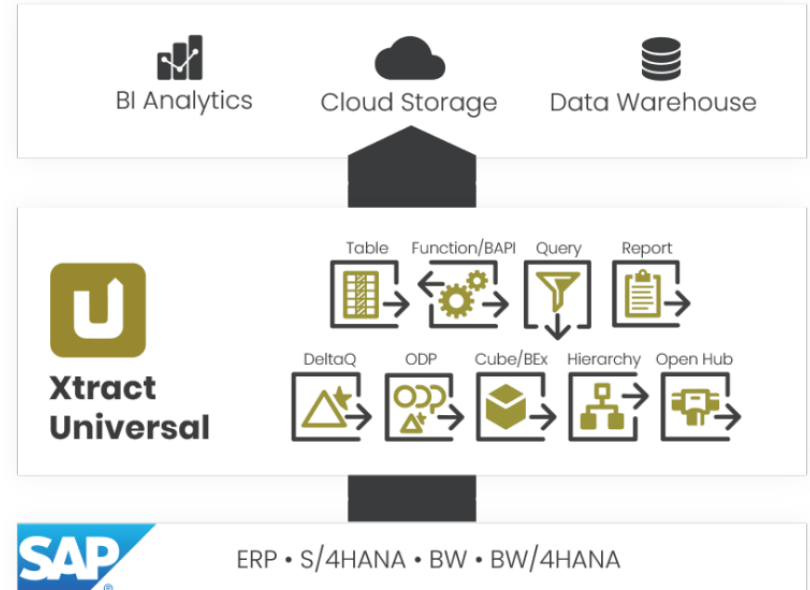 BI Analytics
Cloud Storage
Data Warehouse
Table
Function/BAPI
Query
Report
DeltaQ
ODP
Cube/BEx
Hierarchy
Open Hub
Xtract
Universal
SAP®
ERP • S/4HANA • BW • BW/4HANA